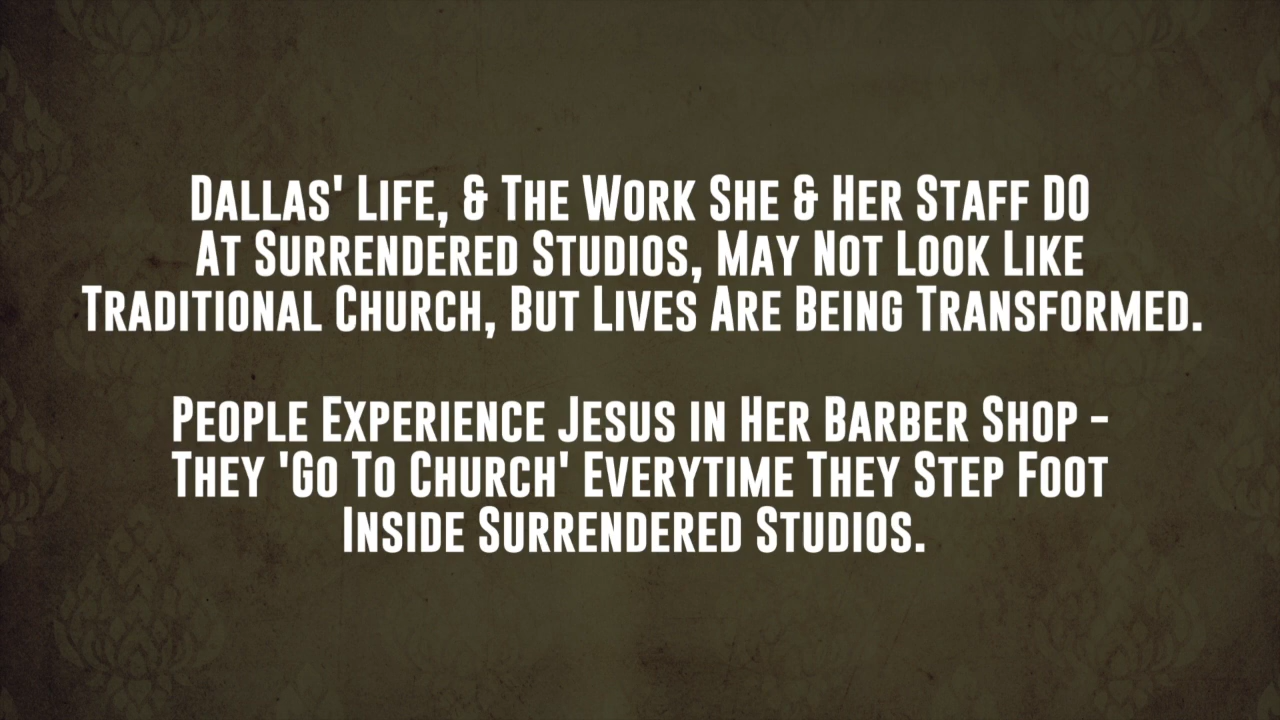 Dallas' Life, & The Work She & Her Staff DO
At Surrendered Studios, May Not Look Like
Traditional Church, But Lives Are Being Transformed.
People Experience Jesus in Her Barber Shop -
They 'Go To Church' Everytime They Step Foot
Inside Surrendered Studios.